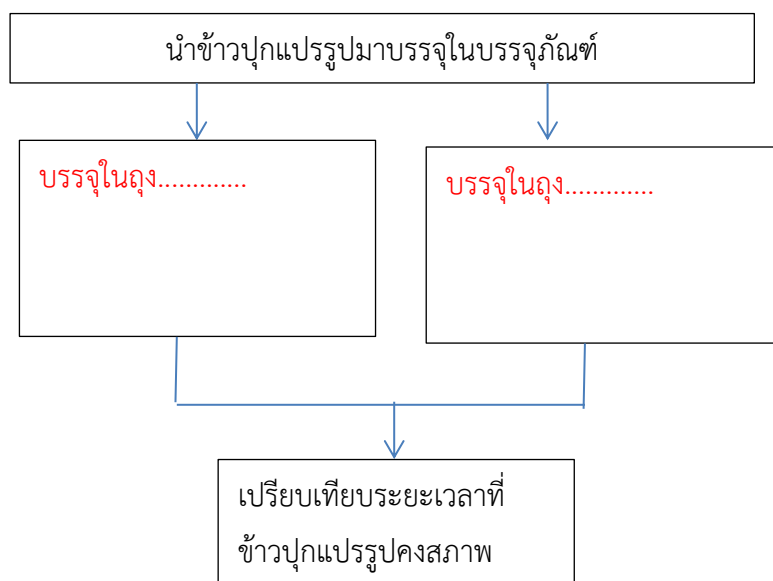 นำข้าวปุกแปรรูปมาบรรจุในบรรจุภัณฑ์
บรรจุในถุง.............
บรรจุในถุง.............
เปรียบเทียบระยะเวลาที่
ข้าวปุกแปรรูปคงสภาพ